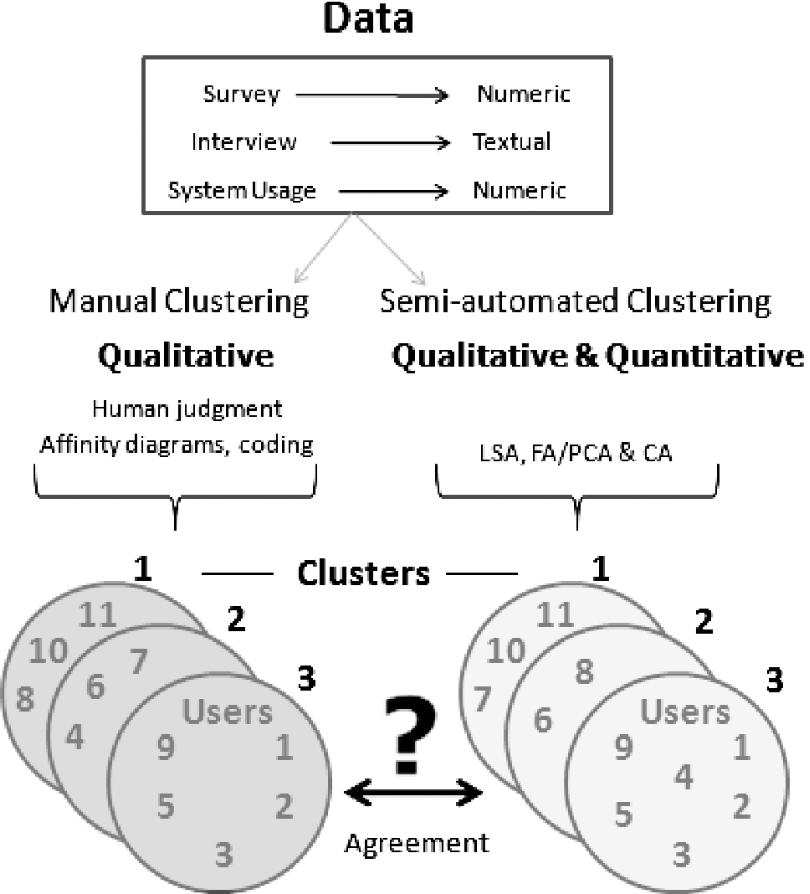 Data
Survey Numeric
Interview Textual
System Usage Numeric
Manual Clustering
Qualitative
Human judgment
Affinity diagrams, coding
Semi-automated Clustering
Qualitative & Quantitative
LSA, FA/PCA & CA
Clusters
1
11
10
8
2
7
6
4
3
Users
9 1
5 2
3
?
Agreement
1
11
10
7
2
8
6
3
Users
9 1
4
5 2
3